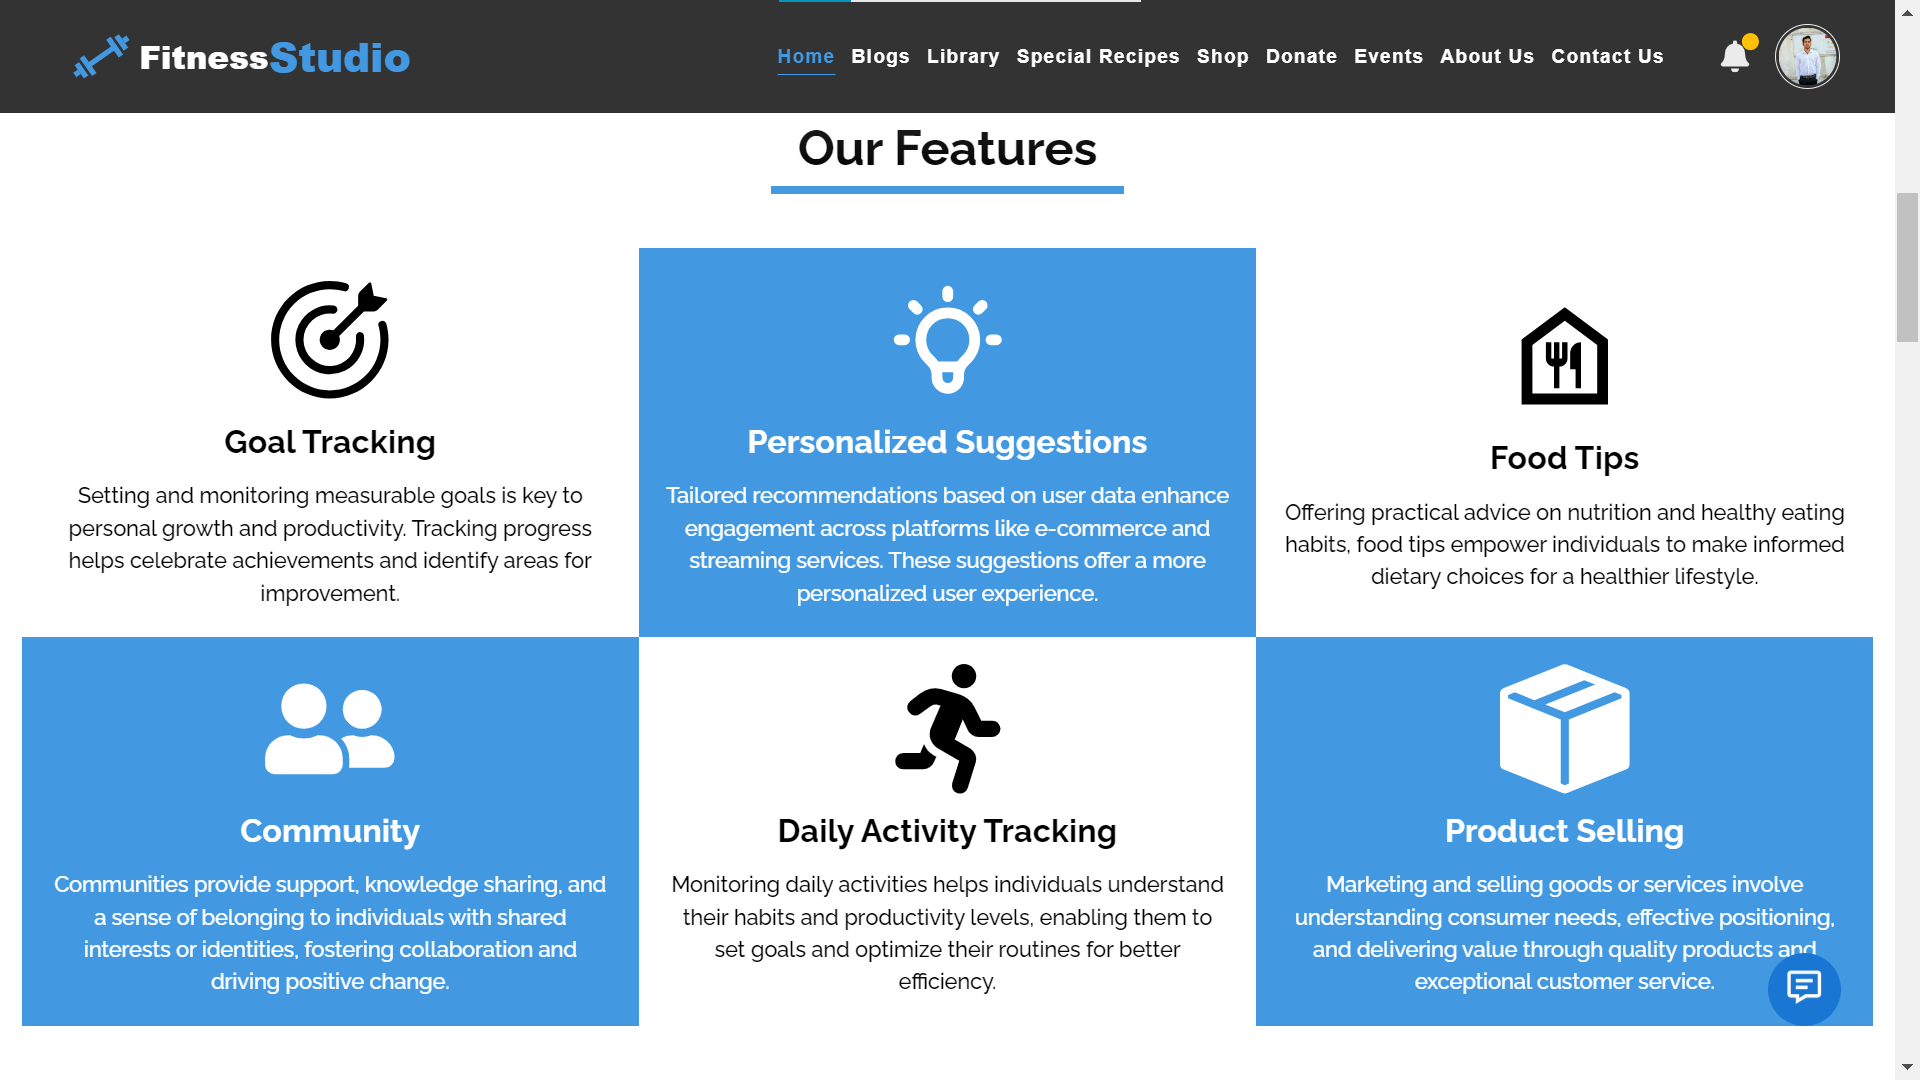 FitnessStudio
Home Blogs Library Special Recipes Shop Donate Events About Us Contact Us
Our Features
Goal Tracking
Setting and monitoring measurable goals is key to
personal growth and productivity. Tracking progress
helps celebrate achievements and identify areas for
improvement.
Personalized Suggestions
Tailored recommendations based on user data enhance
engagement across platforms like e-commerce and
streaming services. These suggestions offer a more
personalized user experience.
Food Tips
Offering practical advice on nutrition and healthy eating
habits, food tips empower individuals to make informed
dietary choices for a healthier lifestyle.
Community
Communities provide support, knowledge sharing, and
a sense of belonging to individuals with shared
interests or identities, fostering collaboration and
driving positive change.
Daily Activity Tracking
Monitoring daily activities helps individuals understand
their habits and productivity levels, enabling them to
set goals and optimize their routines for better
efficiency.
Product Selling
Marketing and selling goods or services involve
understanding consumer needs, effective positioning,
and delivering value through quality products and
exceptional customer service.